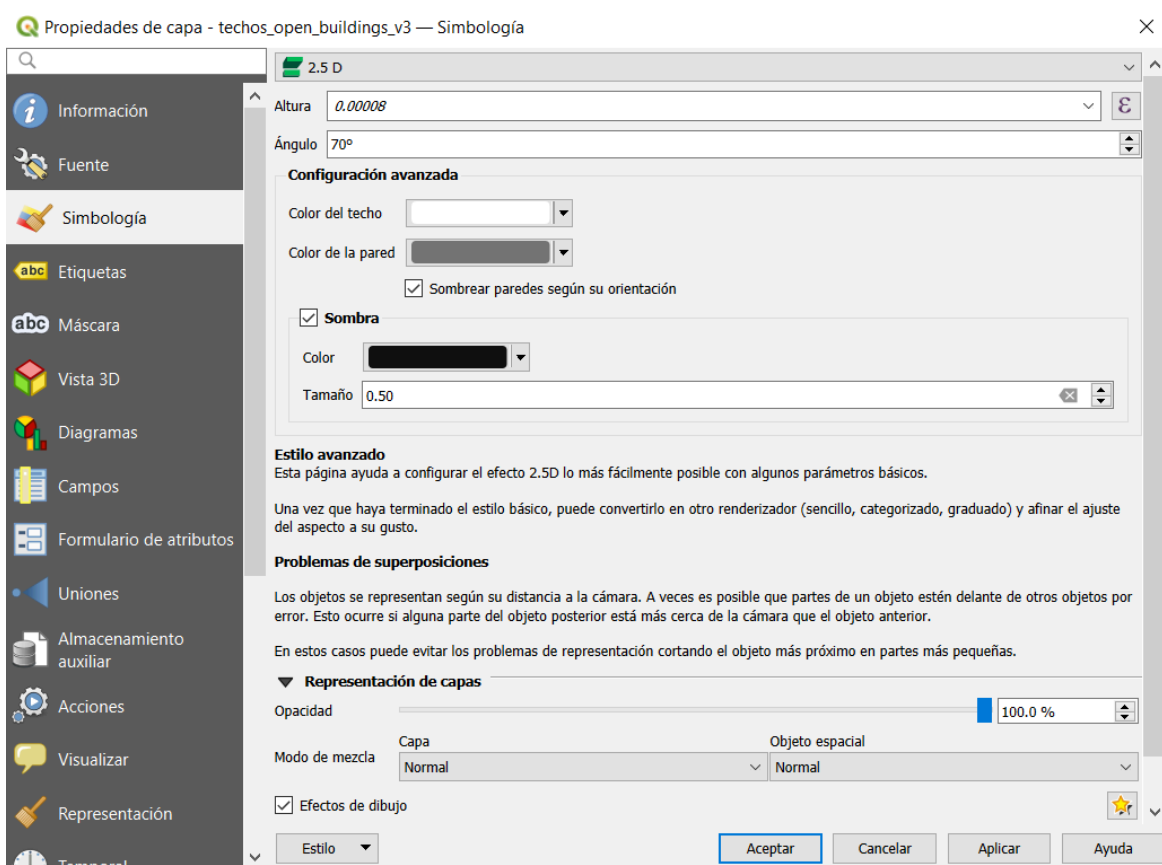 Propiedades de capa - techos_open_buildings_v3 — Simbología
Información
Fuente
Simbología
abc Etiquetas
abc Máscara
Vista 3D
Diagramas
Campos
Formulario de atributos
Uniones
Almacenamiento
auxiliar
Acciones
Visualizar
Representación
Temporal
2.5 D
Altura 0.00008 ε
Ángulo 70º
Configuración avanzada
Color del techo
Color de la pared
Sombrear paredes según su orientación
Sombra
Color
Tamaño 0.50
Estilo avanzado
Esta página ayuda a configurar el efecto 2.5D lo más fácilmente posible con algunos parámetros básicos.
Una vez que haya terminado el estilo básico, puede convertirlo en otro renderizador (sencillo, categorizado, graduado) y afinar el ajuste
del aspecto a su gusto.
Problemas de superposiciones
Los objetos se representan según su distancia a la cámara. A veces es posible que partes de un objeto estén delante de otros objetos por
error. Esto ocurre si alguna parte del objeto posterior está más cerca de la cámara que el objeto anterior.
En estos casos puede evitar los problemas de representación cortando el objeto más próximo en partes más pequeñas.
Representación de capas
Opacidad 100.0 %
Capa Objeto espacial
Modo de mezcla Normal Normal
Efectos de dibujo
Estilo Aceptar Cancelar Aplicar Ayuda